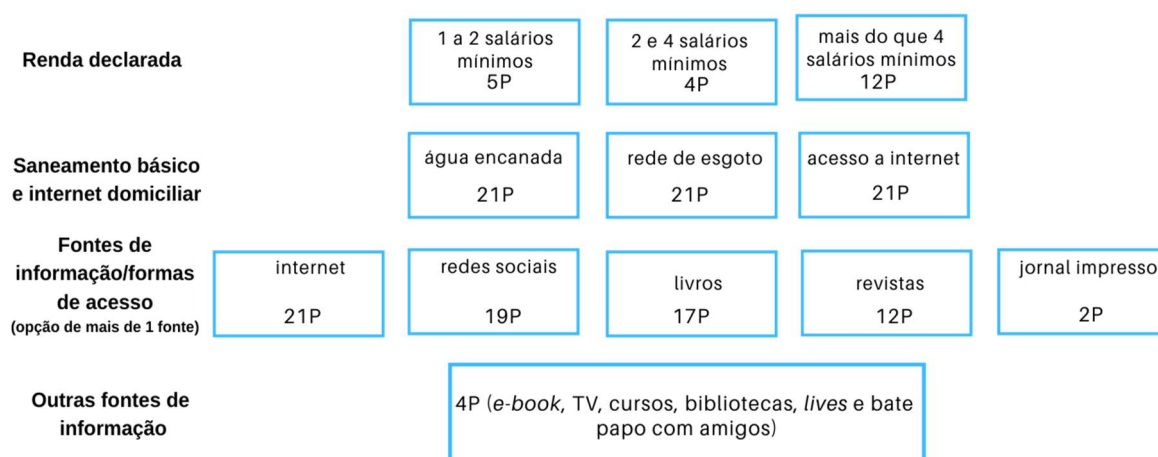 Renda declarada
1 a 2 salários
mínimos
5P
2 e 4 salários
mínimos
4P
mais do que 4
salários mínimos
12P
Saneamento básico
e internet domiciliar
água encanada
21P
rede de esgoto
21P
acesso a internet
21P
Fontes de
informação/formas
de acesso
(opção de mais de 1 fonte)
internet
21P
redes sociais
19P
livros
17P
revistas
12P
jornal impresso
2P
Outras fontes de
informação
4P (e-book, TV, cursos, bibliotecas, lives e bate
papo com amigos)